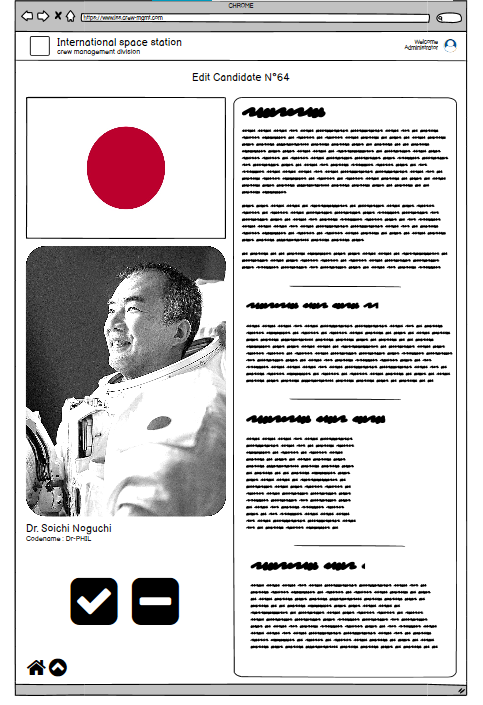 CHROME
https://www.iss.crew-mgmt.com
International space station
crew management division
Welcome
Administrator
Edit Candidate N°64
Dr. Soichi Noguchi
Codename : Dr-PHIL